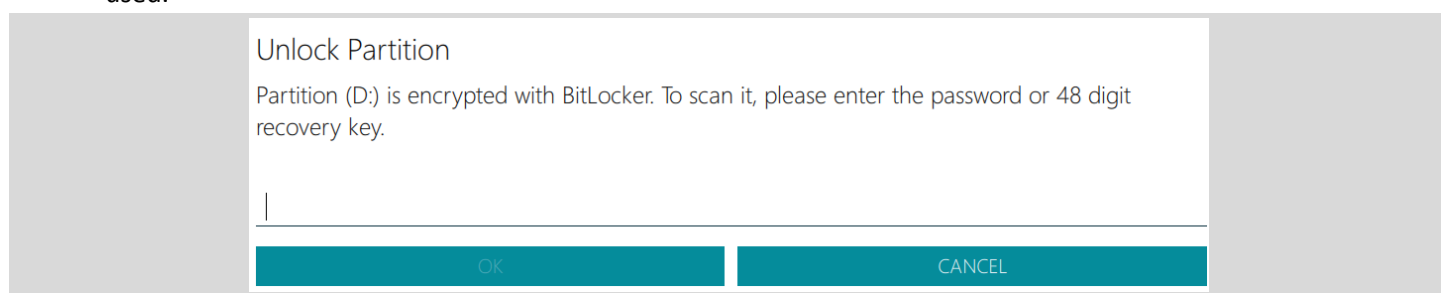 Unlock Partition
Partition (D:) is encrypted with BitLocker. To scan it, please enter the password or 48 digit
recovery key.
OK
CANCEL